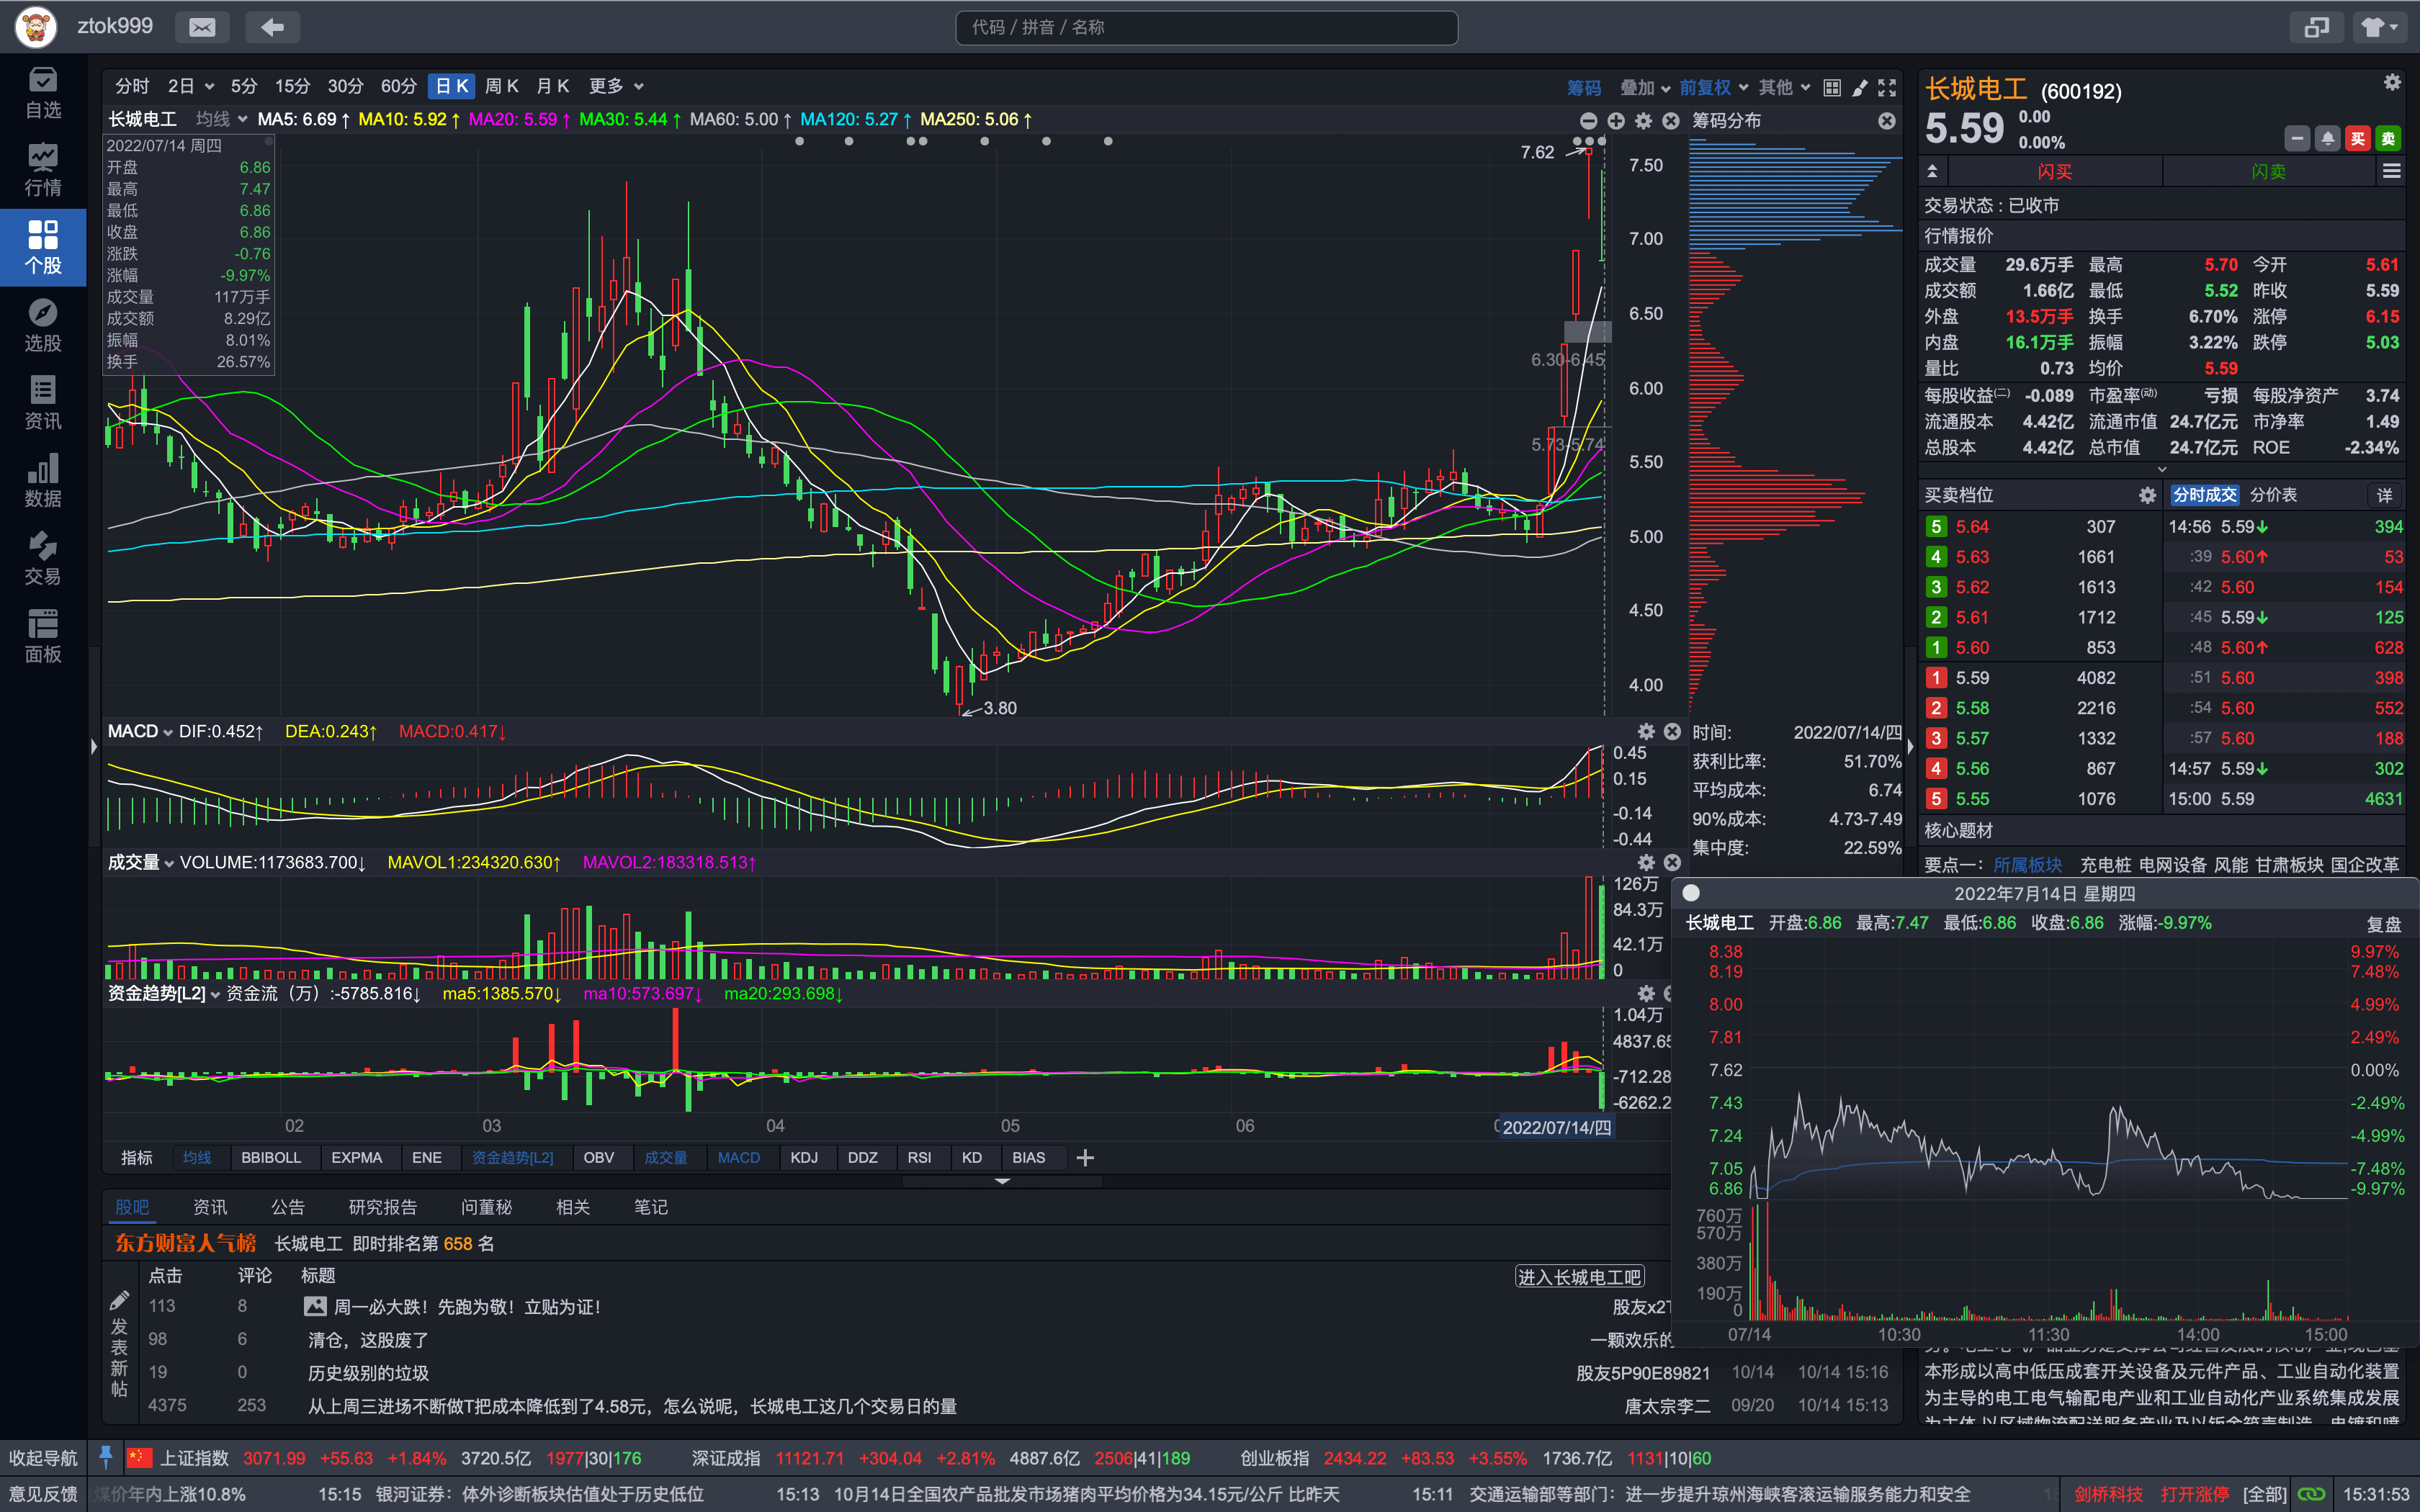 ztok999
代码 / 拼音 / 名称
自选
行情
个股
选股
资讯
数据
交易
面板
分时 2日 5分 15分 30分 60分 日K 周K 月K 更多
筹码 叠加 前复权 其他
长城电工 均线 MA5: 6.69↑ MA10: 5.92↑ MA20: 5.59↑ MA30: 5.44↑ MA60: 5.00↑ MA120: 5.27↑ MA250: 5.06↑
筹码分布
2022/07/14 周四
开盘 6.86
最高 7.47
最低 6.86
收盘 6.86
涨跌 -0.76
涨幅 -9.97%
成交量 117万手
成交额 8.29亿
振幅 8.01%
换手 26.57%
7.62
6.30-6.45
5.73-5.74
3.80
7.50
7.00
6.50
6.00
5.50
5.00
4.50
4.00
MACD DIF:0.452↑ DEA:0.243↑ MACD:0.417↓
0.45
0.15
-0.14
-0.44
时间: 2022/07/14/四
获利比率: 51.70%
平均成本: 6.74
90%成本: 4.73-7.49
集中度: 22.59%
成交量 VOLUME:1173683.700↓ MAVOL1:234320.630↑ MAVOL2:183318.513↑
126万
84.3万
42.1万
0
资金趋势[L2] 资金流（万）:-5785.816↓ ma5:1385.570↓ ma10:573.697↓ ma20:293.698↓
1.04万
4837.65
-712.28
-6262.2
02 03 04 05 06 2022/07/14/四
指标 均线 BBIBOLL EXPMA ENE 资金趋势[L2] OBV 成交量 MACD KDJ DDZ RSI KD BIAS
股吧 资讯 公告 研究报告 问董秘 相关 笔记
东方财富人气榜 长城电工 即时排名第 658 名
点击 评论 标题
进入长城电工吧
发表新帖
113 8 周一必大跌！先跑为敬！立贴为证！ 股友x2
98 6 清仓，这股废了 一颗欢乐的
19 0 历史级别的垃圾 股友5P90E89821 10/14 10/14 15:16
4375 253 从上周三进场不断做T把成本降低到了4.58元，怎么说呢，长城电工这几个交易日的量 唐太宗李二 09/20 10/14 15:13
长城电工 (600192)
5.59 0.00
0.00%
买 卖
闪买 闪卖
交易状态 : 已收市
行情报价
成交量 29.6万手 最高 5.70 今开 5.61
成交额 1.66亿 最低 5.52 昨收 5.59
外盘 13.5万手 换手 6.70% 涨停 6.15
内盘 16.1万手 振幅 3.22% 跌停 5.03
量比 0.73 均价 5.59
每股收益(二) -0.089 市盈率(动) 亏损 每股净资产 3.74
流通股本 4.42亿 流通市值 24.7亿元 市净率 1.49
总股本 4.42亿 总市值 24.7亿元 ROE -2.34%
买卖档位 分时成交 分价表 详
5 5.64 307 14:56 5.59↓ 394
4 5.63 1661 :39 5.60↑ 53
3 5.62 1613 :42 5.60 154
2 5.61 1712 :45 5.59↓ 125
1 5.60 853 :48 5.60↑ 628
1 5.59 4082 :51 5.60 398
2 5.58 2216 :54 5.60 552
3 5.57 1332 :57 5.60 188
4 5.56 867 14:57 5.59↓ 302
5 5.55 1076 15:00 5.59 4631
核心题材
要点一： 所属板块 充电桩 电网设备 风能 甘肃板块 国企改革
2022年7月14日 星期四
长城电工 开盘:6.86 最高:7.47 最低:6.86 收盘:6.86 涨幅:-9.97% 复盘
8.38 9.97%
8.19 7.48%
8.00 4.99%
7.81 2.49%
7.62 0.00%
7.43 -2.49%
7.24 -4.99%
7.05 -7.48%
6.86 -9.97%
760万
570万
380万
190万
0
07/14 10:30 11:30 14:00 15:00
本形成以高中低压成套开关设备及元件产品、工业自动化装置
为主导的电工电气输配电产业和工业自动化产业系统集成发展
收起导航 上证指数 3071.99 +55.63 +1.84% 3720.5亿 1977|30|176 深证成指 11121.71 +304.04 +2.81% 4887.6亿 2506|41|189 创业板指 2434.22 +83.53 +3.55% 1736.7亿 1131|10|60
意见反馈 煤价年内上涨10.8% 15:15 银河证券：体外诊断板块估值处于历史低位 15:13 10月14日全国农产品批发市场猪肉平均价格为34.15元/公斤 比昨天 15:11 交通运输部等部门：进一步提升琼州海峡客滚运输服务能力和安全 剑桥科技 打开涨停 [全部] 15:31:53